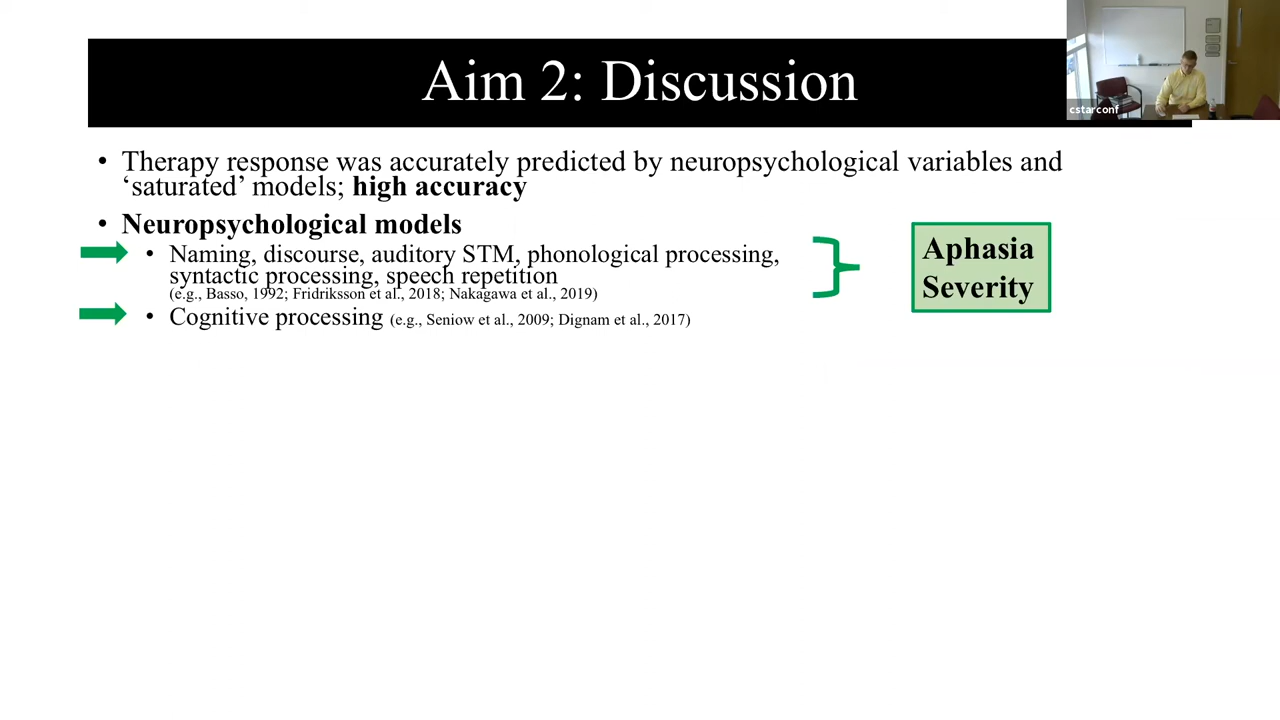 Aim 2: Discussion
cstarconf
• Therapy response was accurately predicted by neuropsychological variables and
‘saturated’ models; high accuracy
• Neuropsychological models
• Naming, discourse, auditory STM, phonological processing,
syntactic processing, speech repetition
(e.g., Basso, 1992; Fridriksson et al., 2018; Nakagawa et al., 2019)
• Cognitive processing (e.g., Seniow et al., 2009; Dignam et al., 2017)
Aphasia
Severity